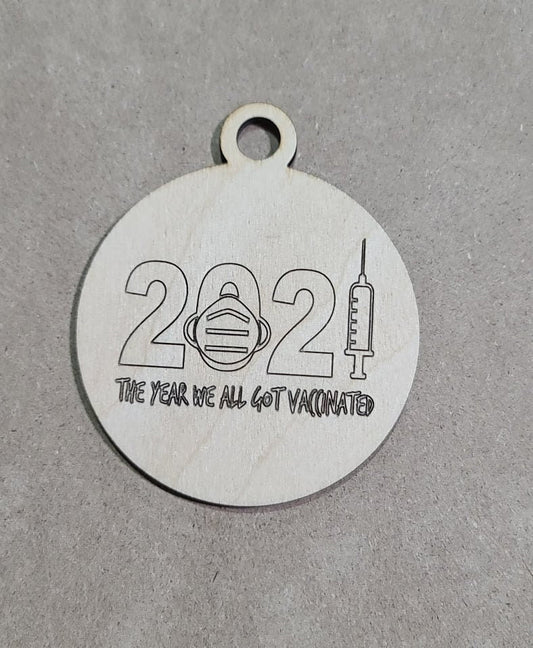 2021
THE YEAR WE ALL GOT VACCINATED